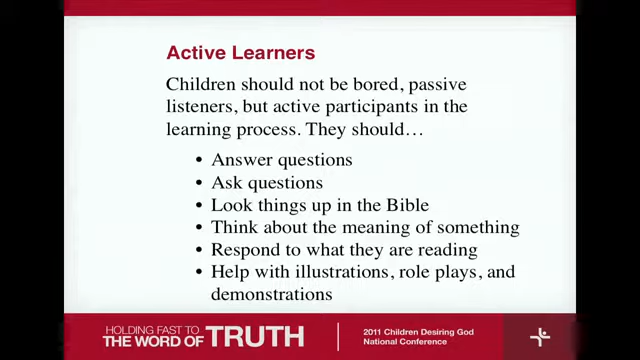 Active Learners
Children should not be bored, passive
listeners, but active participants in the
learning process. They should…
• Answer questions
• Ask questions
• Look things up in the Bible
• Think about the meaning of something
• Respond to what they are reading
• Help with illustrations, role plays, and
demonstrations
HOLDING FAST TO
THE WORD OF TRUTH
2011 Children Desiring God
National Conference